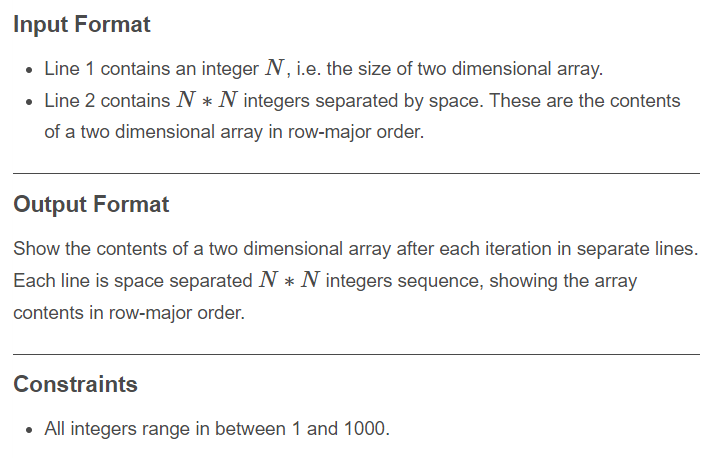 Input Format
• Line 1 contains an integer N, i.e. the size of two dimensional array.
• Line 2 contains N * N integers separated by space. These are the contents
of a two dimensional array in row-major order.
Output Format
Show the contents of a two dimensional array after each iteration in separate lines.
Each line is space separated N * N integers sequence, showing the array
contents in row-major order.
Constraints
• All integers range in between 1 and 1000.